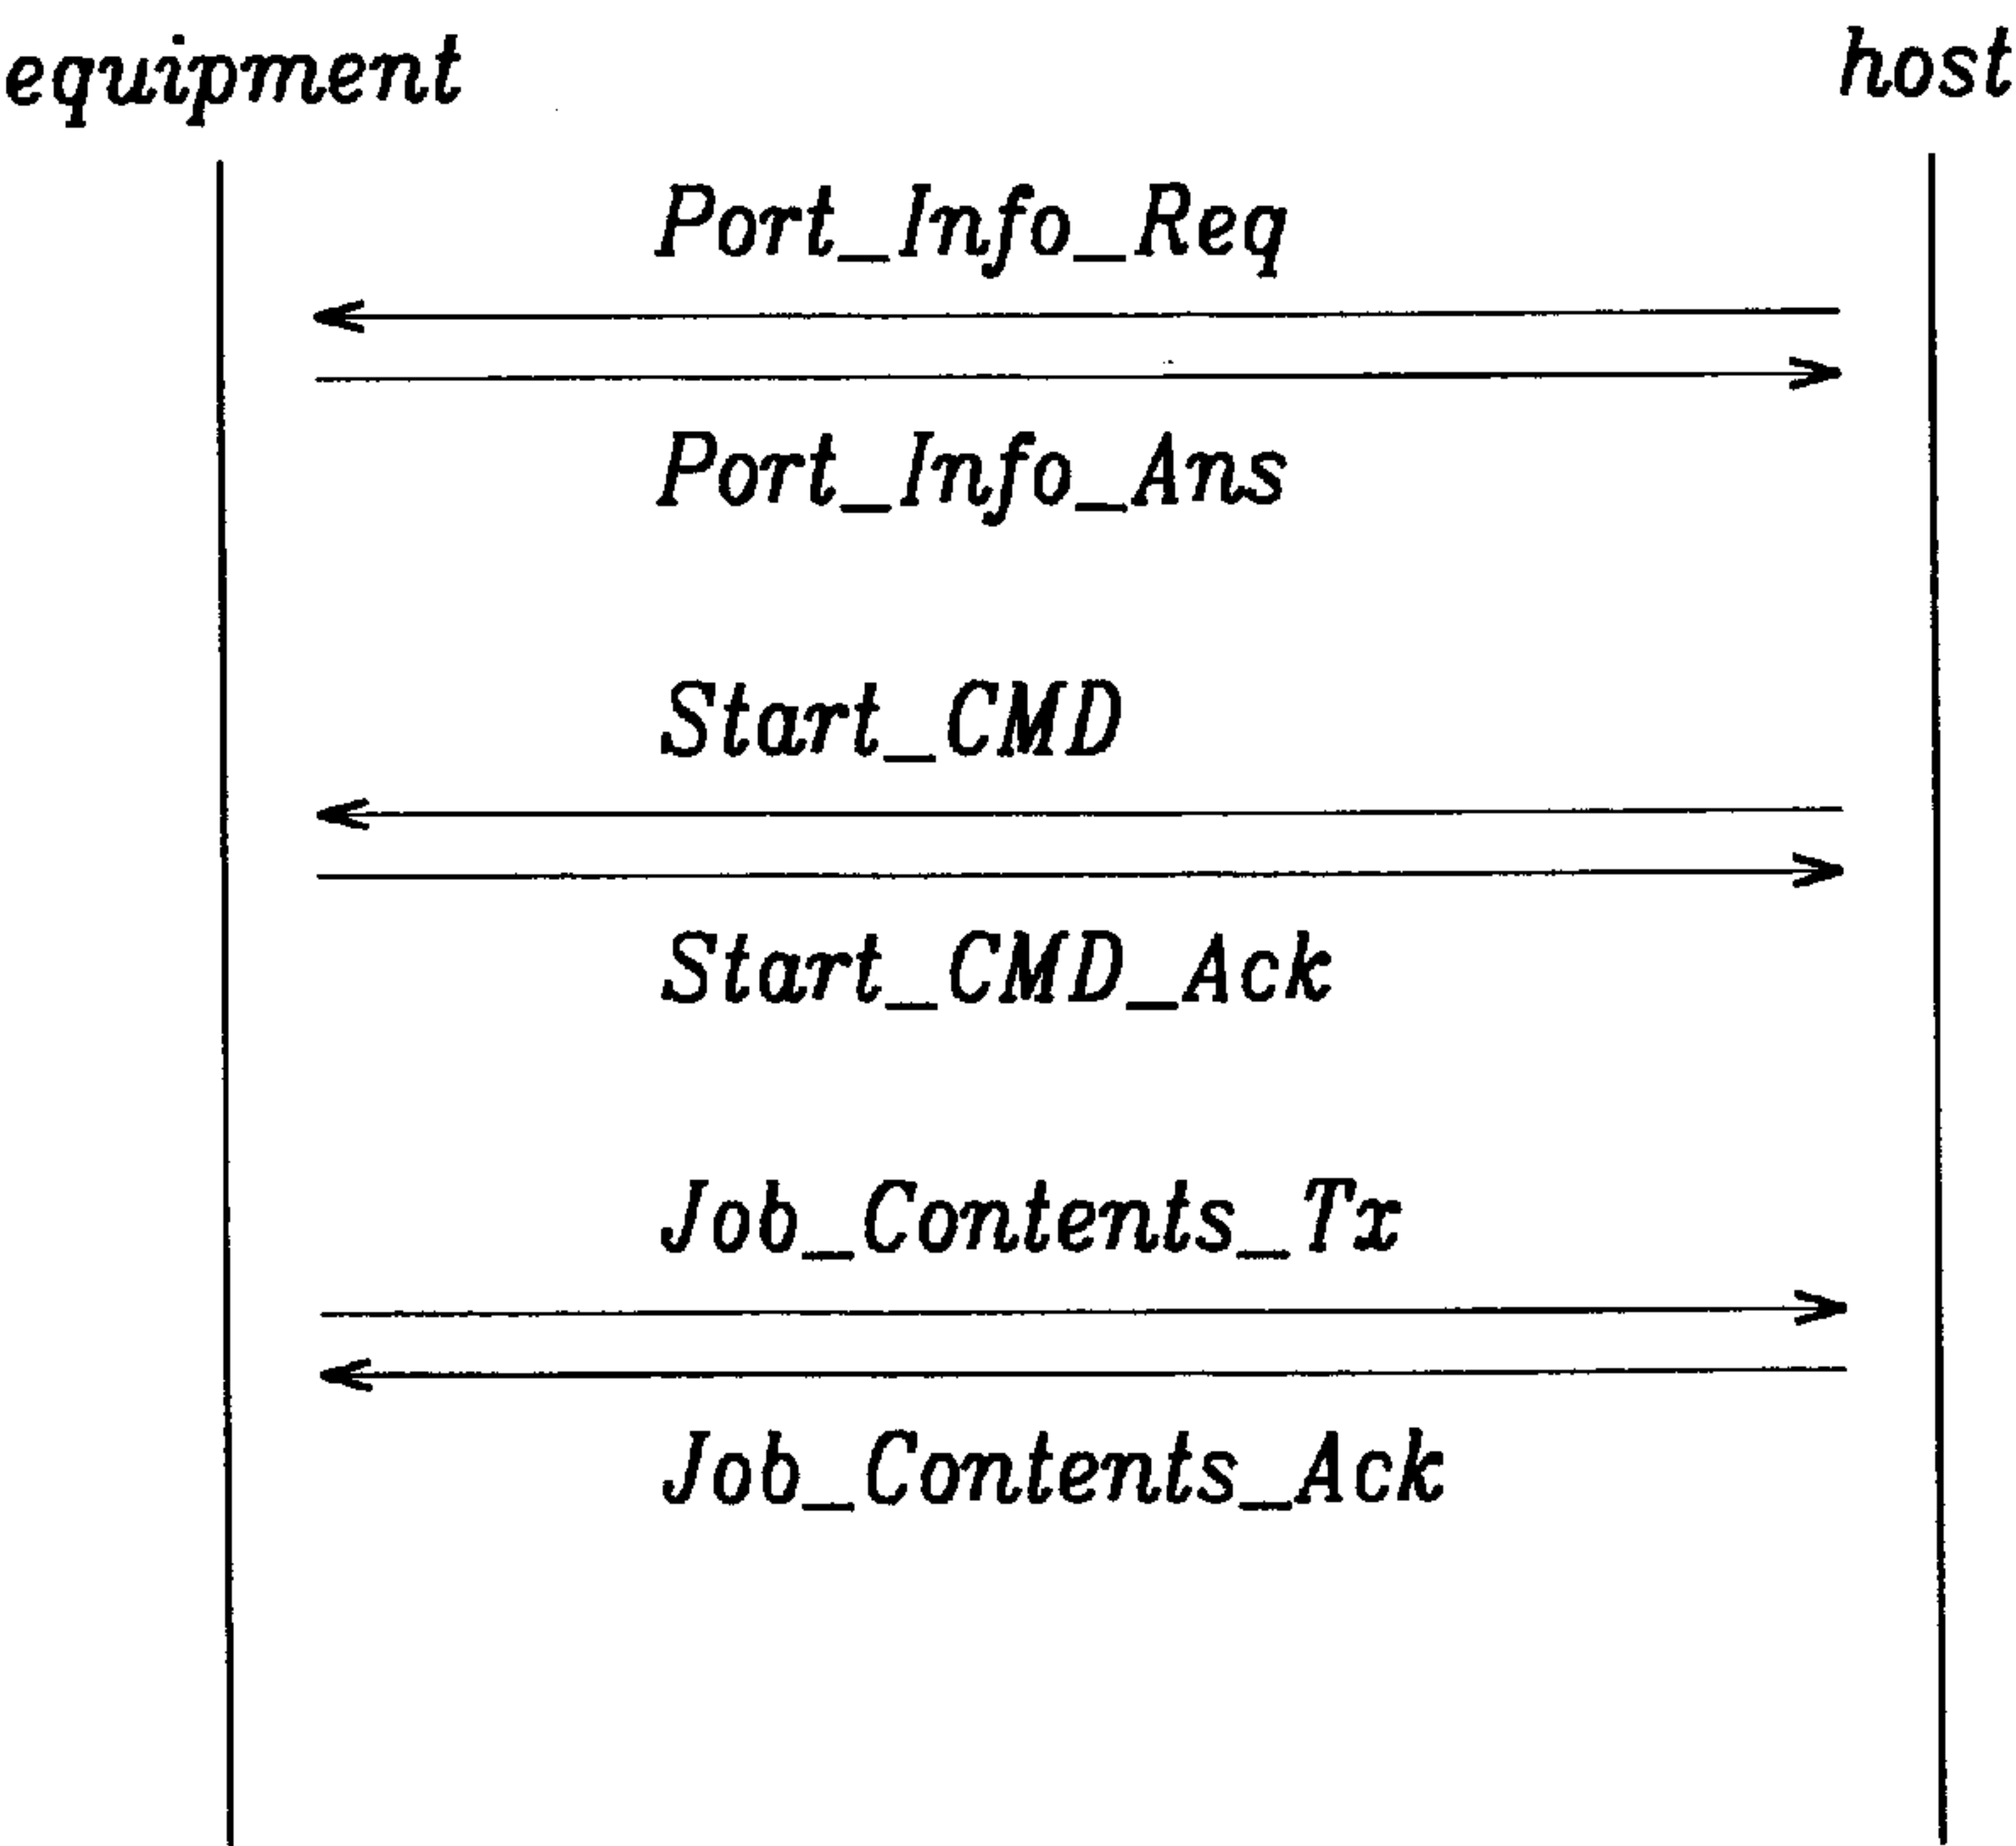 equipment host
Port_Info_Req
Port_Info_Ans
Start_CMD
Start_CMD_Ack
Job_Contents_Tx
Job_Contents_Ack